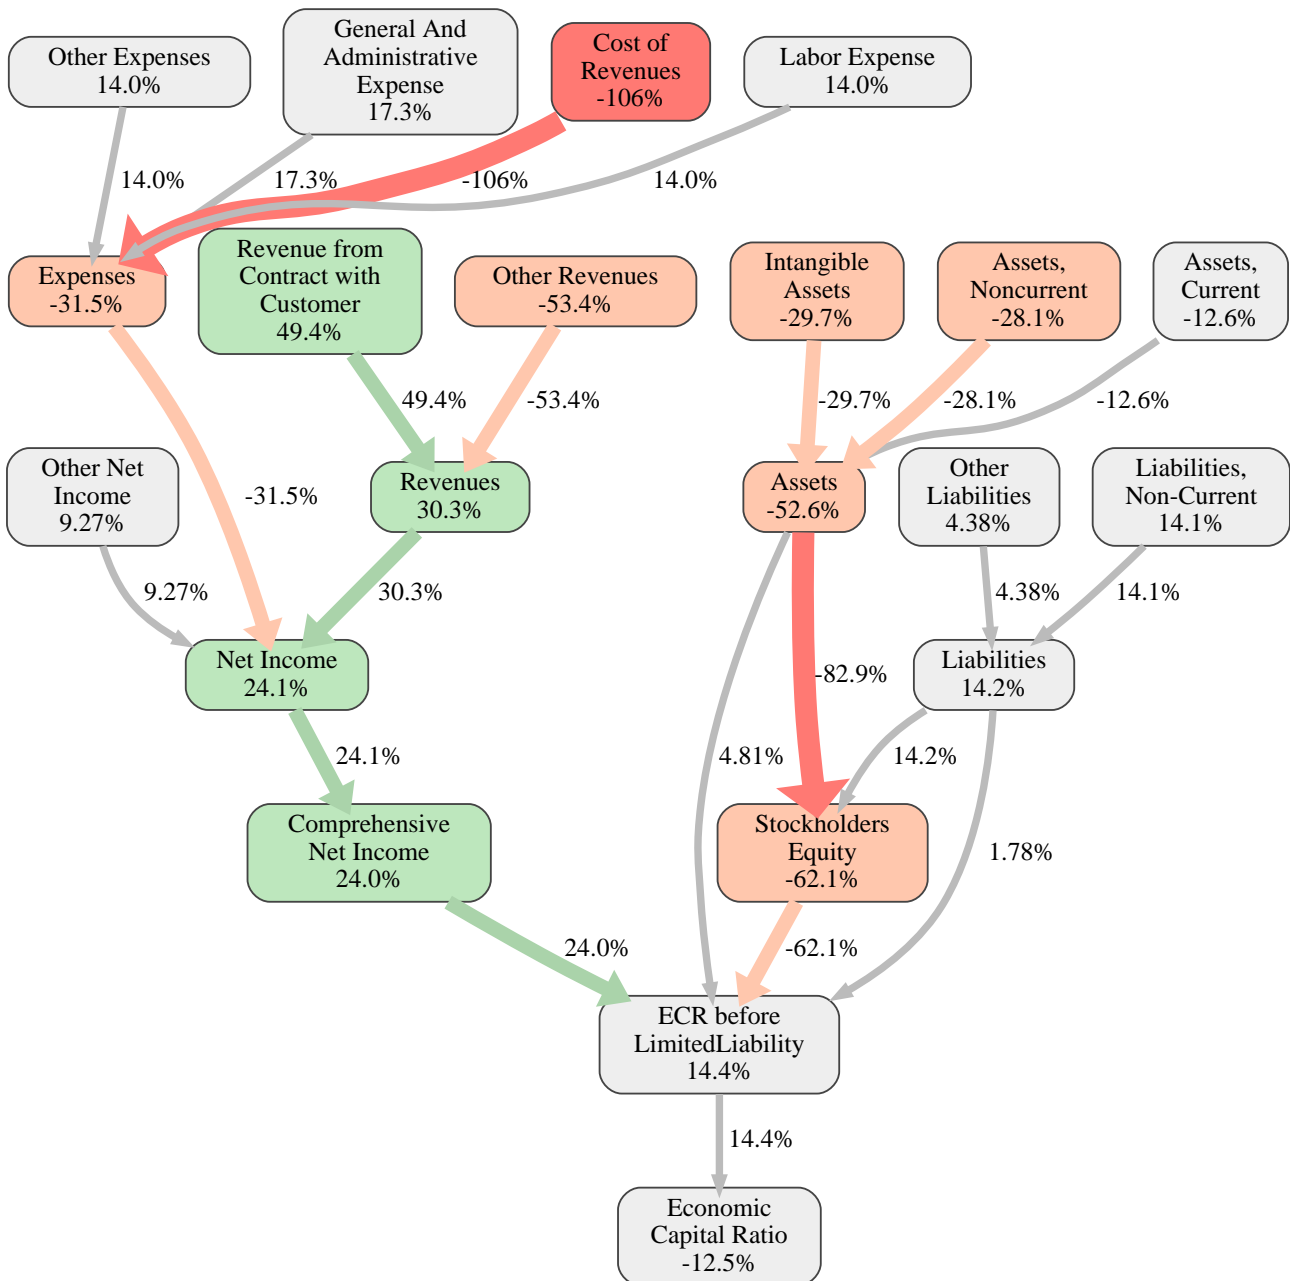 Other Expenses
14.0%
General And
Administrative
Expense
17.3%
Cost of
Revenues
-106%
Labor Expense
14.0%
14.0%
17.3%
-106%
14.0%
Expenses
-31.5%
Revenue from
Contract with
Customer
49.4%
Other Revenues
-53.4%
Intangible
Assets
-29.7%
Assets,
Noncurrent
-28.1%
Assets,
Current
-12.6%
49.4%
-53.4%
-29.7%
-28.1%
-12.6%
Other Net
Income
9.27%
-31.5%
Revenues
30.3%
Assets
-52.6%
Other
Liabilities
4.38%
Liabilities,
Non-Current
14.1%
9.27%
30.3%
4.38%
14.1%
Net Income
24.1%
-82.9%
Liabilities
14.2%
24.1%
4.81%
14.2%
Comprehensive
Net Income
24.0%
Stockholders
Equity
-62.1%
1.78%
24.0%
-62.1%
ECR before
LimitedLiability
14.4%
14.4%
Economic
Capital Ratio
-12.5%